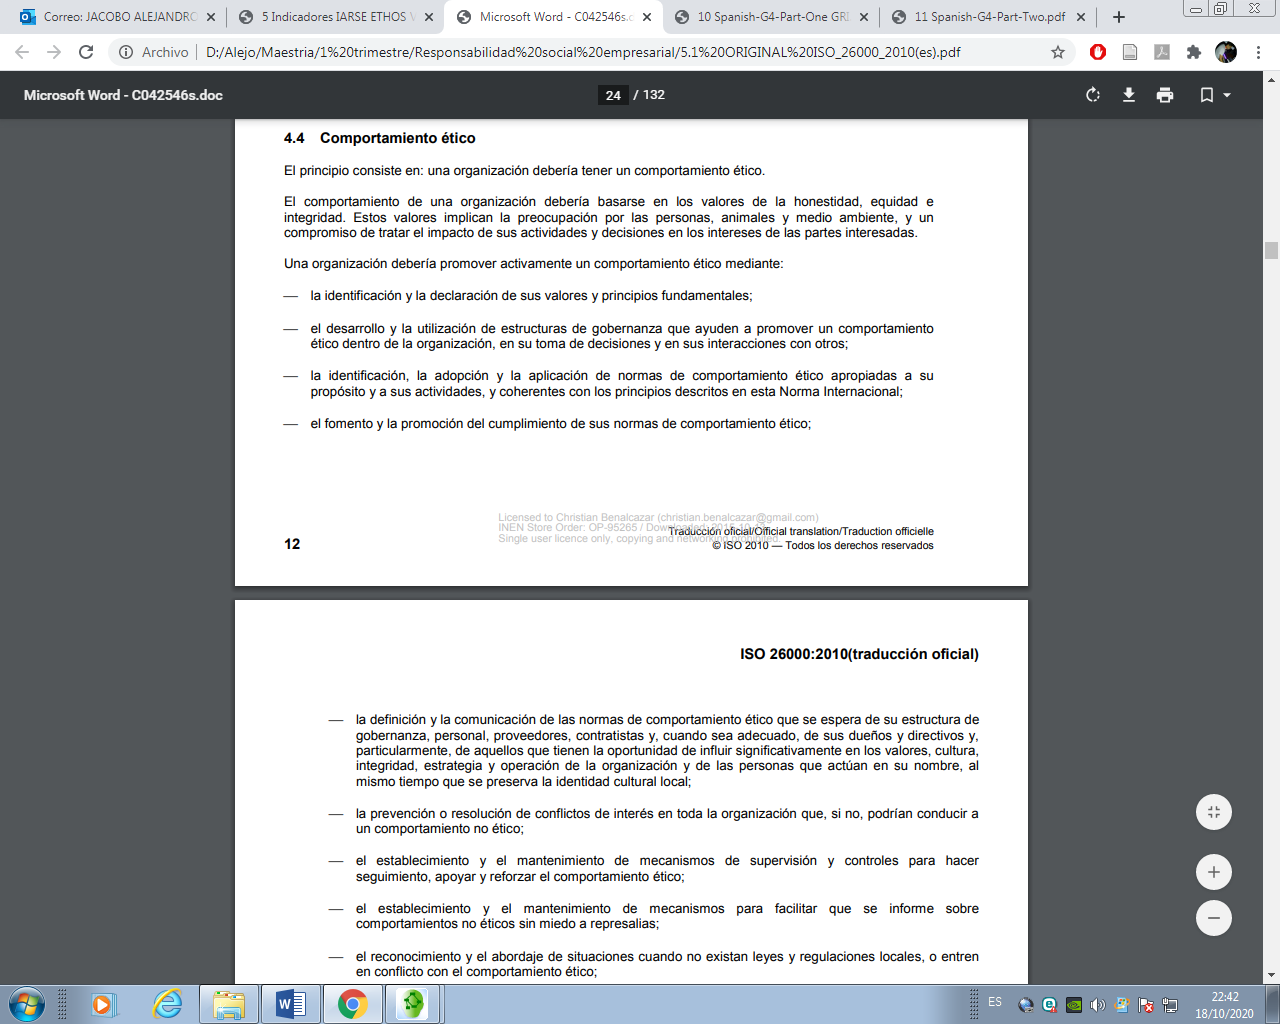 Correo: JACOBO ALEJANDRO
5 Indicadores IARSE ETHOS V
Microsoft Word - C042546s.d
10 Spanish-G4-Part-One GRI
11 Spanish-G4-Part-Two.pdf
Archivo | D:/Alejo/Maestria/1%20trimestre/Responsabilidad%20social%20empresarial/5.1%20ORIGINAL%20ISO_26000_2010(es).pdf
Microsoft Word - C042546s.doc
24 / 132
4.4 Comportamiento ético
El principio consiste en: una organización debería tener un comportamiento ético.
El comportamiento de una organización debería basarse en los valores de la honestidad, equidad e
integridad. Estos valores implican la preocupación por las personas, animales y medio ambiente, y un
compromiso de tratar el impacto de sus actividades y decisiones en los intereses de las partes interesadas.
Una organización debería promover activamente un comportamiento ético mediante:
— la identificación y la declaración de sus valores y principios fundamentales;
— el desarrollo y la utilización de estructuras de gobernanza que ayuden a promover un comportamiento
ético dentro de la organización, en su toma de decisiones y en sus interacciones con otros;
— la identificación, la adopción y la aplicación de normas de comportamiento ético apropiadas a su
propósito y a sus actividades, y coherentes con los principios descritos en esta Norma Internacional;
— el fomento y la promoción del cumplimiento de sus normas de comportamiento ético;
Licensed to Christian Benalcazar (christian.benalcazar@gmail.com)
INEN Store Order: OP-95265 / Downloaded:
Single user licence only, copying and networking prohibited.
Traducción oficial/Official translation/Traduction officielle
12
© ISO 2010 — Todos los derechos reservados
ISO 26000:2010(traducción oficial)
— la definición y la comunicación de las normas de comportamiento ético que se espera de su estructura de
gobernanza, personal, proveedores, contratistas y, cuando sea adecuado, de sus dueños y directivos y,
particularmente, de aquellos que tienen la oportunidad de influir significativamente en los valores, cultura,
integridad, estrategia y operación de la organización y de las personas que actúan en su nombre, al
mismo tiempo que se preserva la identidad cultural local;
— la prevención o resolución de conflictos de interés en toda la organización que, si no, podrían conducir a
un comportamiento no ético;
— el establecimiento y el mantenimiento de mecanismos de supervisión y controles para hacer
seguimiento, apoyar y reforzar el comportamiento ético;
— el establecimiento y el mantenimiento de mecanismos para facilitar que se informe sobre
comportamientos no éticos sin miedo a represalias;
— el reconocimiento y el abordaje de situaciones cuando no existan leyes y regulaciones locales, o entren
en conflicto con el comportamiento ético;
ES
22:42
18/10/2020